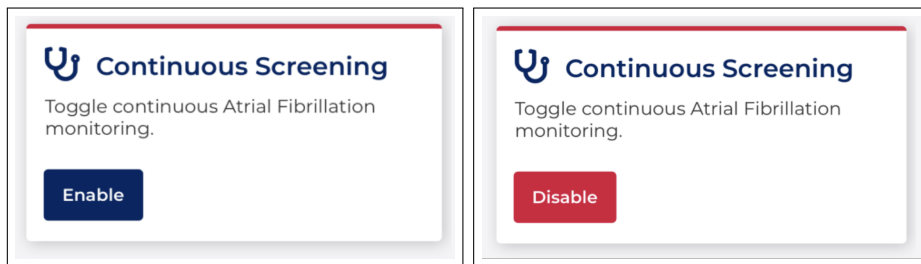 Continuous Screening
Toggle continuous Atrial Fibrillation
monitoring.
Enable
Continuous Screening
Toggle continuous Atrial Fibrillation
monitoring.
Disable